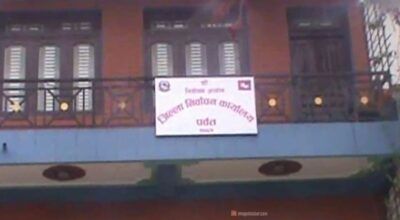 श्री
निर्वाचन आयोग
जिल्ला निर्वाचन कार्यालय
पर्वत